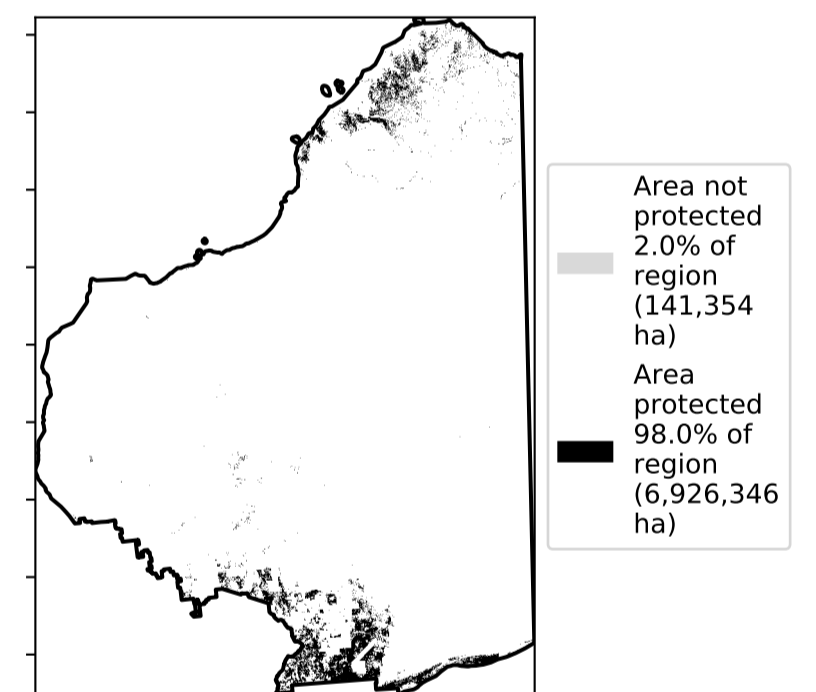 Area not
protected
2.0% of
region
(141,354
ha)
Area
protected
98.0% of
region
(6,926,346
ha)